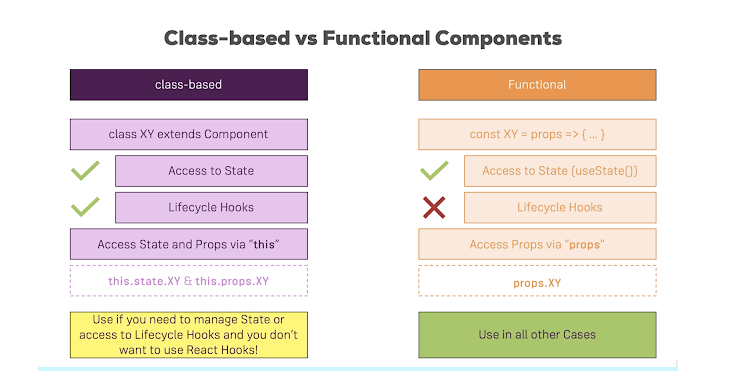 Class-based vs Functional Components
class-based
class XY extends Component
Access to State
Lifecycle Hooks
Access State and Props via “this”
this.state.XY & this.props.XY
Use if you need to manage State or
access to Lifecycle Hooks and you don’t
want to use React Hooks!
Functional
const XY = props => { … }
Access to State (useState())
Lifecycle Hooks
Access Props via “props”
props.XY
Use in all other Cases